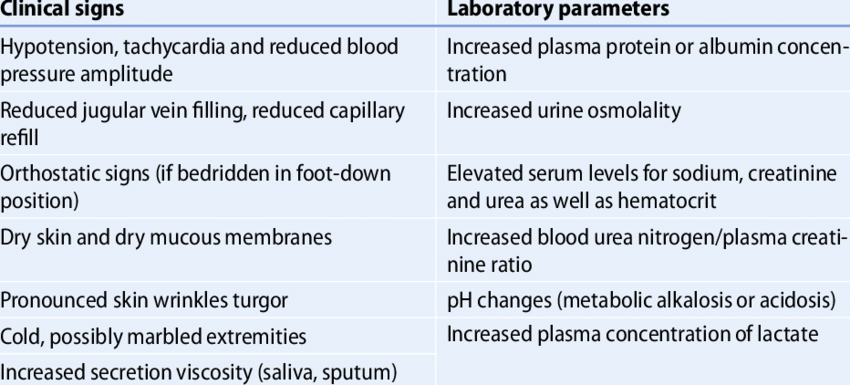 Clinical signs
Laboratory parameters
Hypotension, tachycardia and reduced blood
pressure amplitude
Increased plasma protein or albumin concen-
tration
Reduced jugular vein filling, reduced capillary
refill
Increased urine osmolality
Orthostatic signs (if bedridden in foot-down
position)
Elevated serum levels for sodium, creatinine
and urea as well as hematocrit
Dry skin and dry mucous membranes
Increased blood urea nitrogen/plasma creati-
nine ratio
Pronounced skin wrinkles turgor
pH changes (metabolic alkalosis or acidosis)
Cold, possibly marbled extremities
Increased plasma concentration of lactate
Increased secretion viscosity (saliva, sputum)